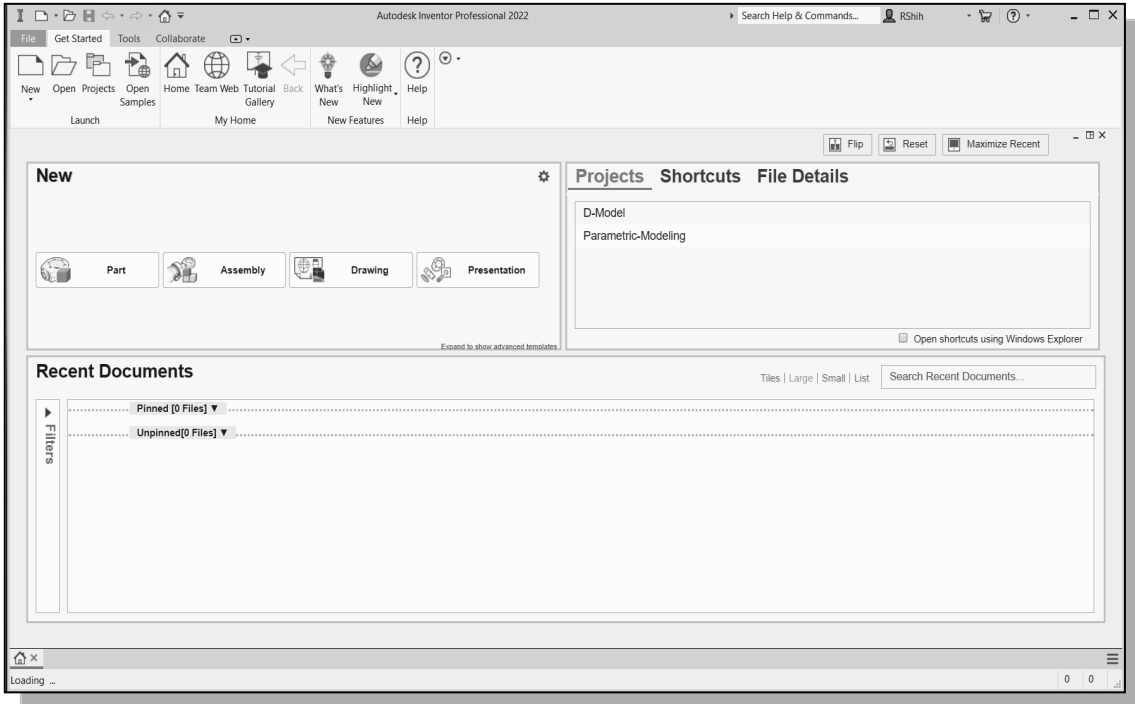 Autodesk Inventor Professional 2022
Search Help & Commands...
RShih
File Get Started Tools Collaborate
New Open Projects Open Samples Home Team Web Tutorial Gallery Back What's New Highlight New Help
Launch My Home New Features Help
Flip Reset Maximize Recent
New
Projects Shortcuts File Details
D-Model
Parametric-Modeling
Part Assembly Drawing Presentation
Expand to show advanced templates
Open shortcuts using Windows Explorer
Recent Documents
Tiles | Large | Small | List
Search Recent Documents...
Filters
Pinned [0 Files] ▼
Unpinned[0 Files] ▼
Loading ...
0 0